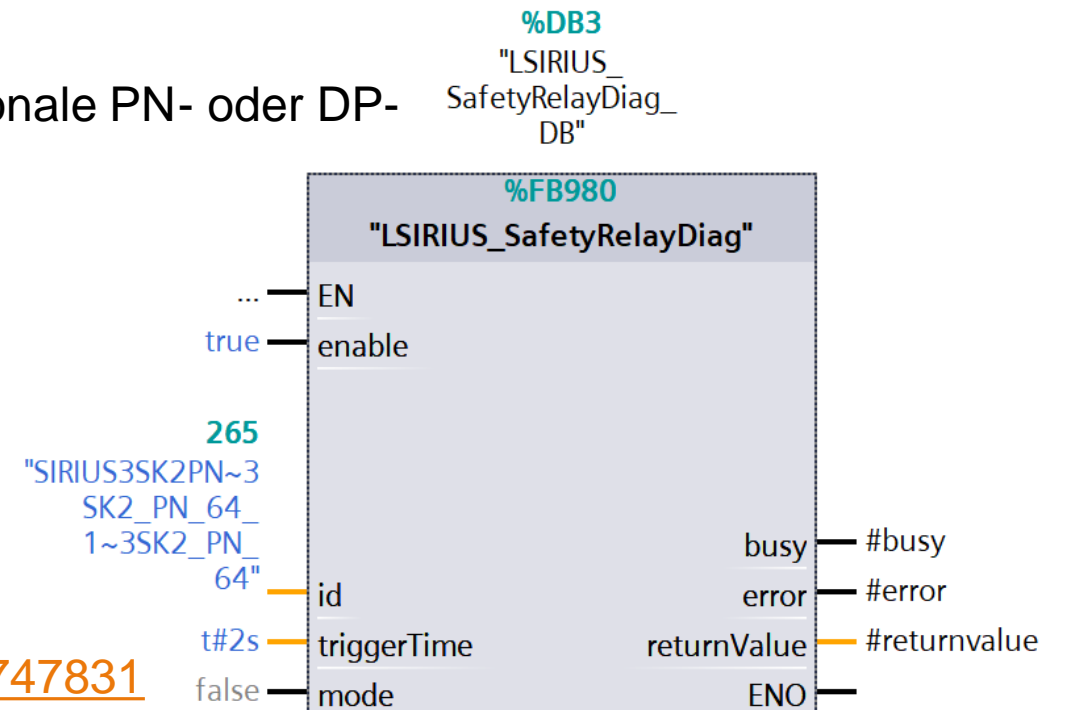 %DB3
"LSIRIUS_
SafetyRelayDiag_
DB"
PN- oder DP-
%FB980
"LSIRIUS_SafetyRelayDiag"
... EN
true enable
265
"SIRIUS3SK2PN~3
SK2_PN_64_
1~3SK2_PN_
64"
busy #busy
id
error #error
t#2s triggerTime
returnValue #returnvalue
747831
false mode
ENO